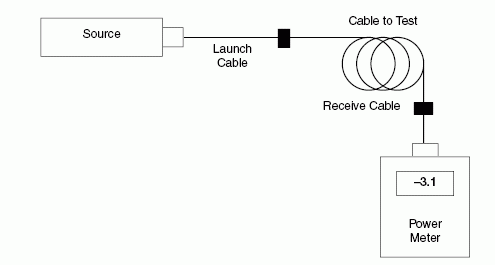 Source
Launch
Cable
Cable to Test
Receive Cable
–3.1
Power
Meter